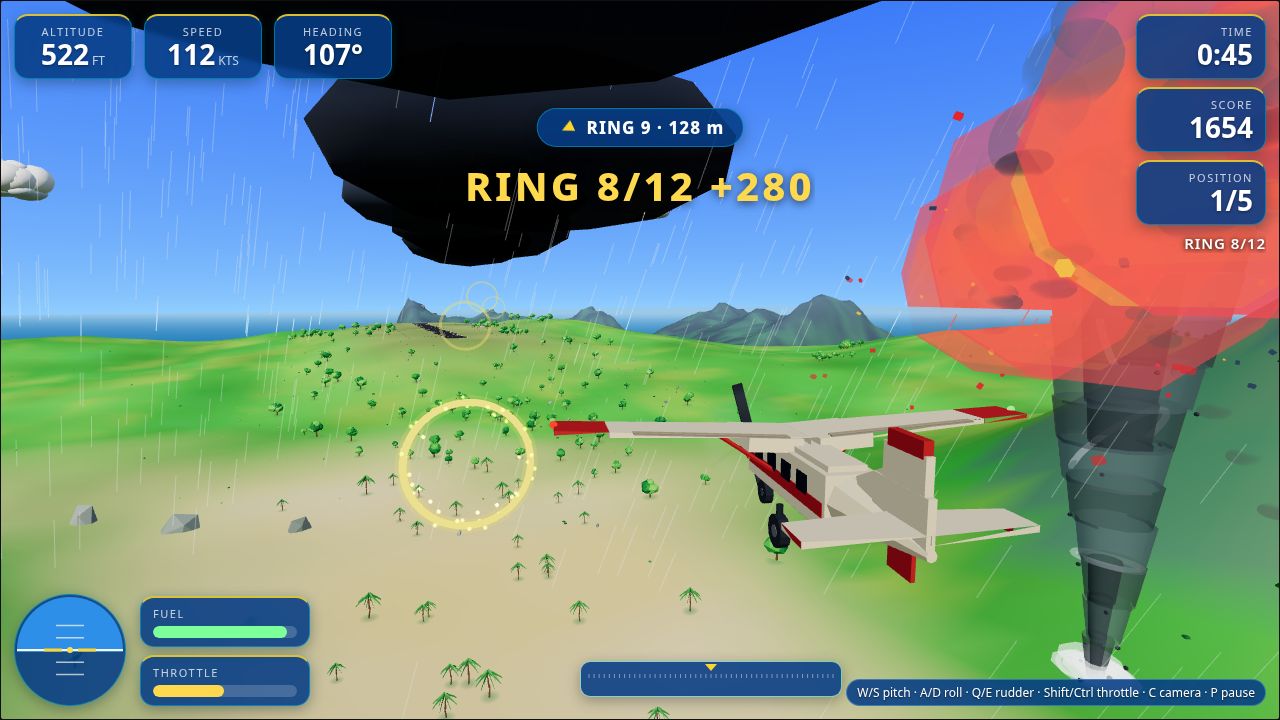 ALTITUDE
522 FT
SPEED
112 KTS
HEADING
107°
TIME
0:45
SCORE
1654
POSITION
1/5
RING 8/12
RING 9 · 128 m
RING 8/12 +280
FUEL
THROTTLE
W/S pitch · A/D roll · Q/E rudder · Shift/Ctrl throttle · C camera · P pause